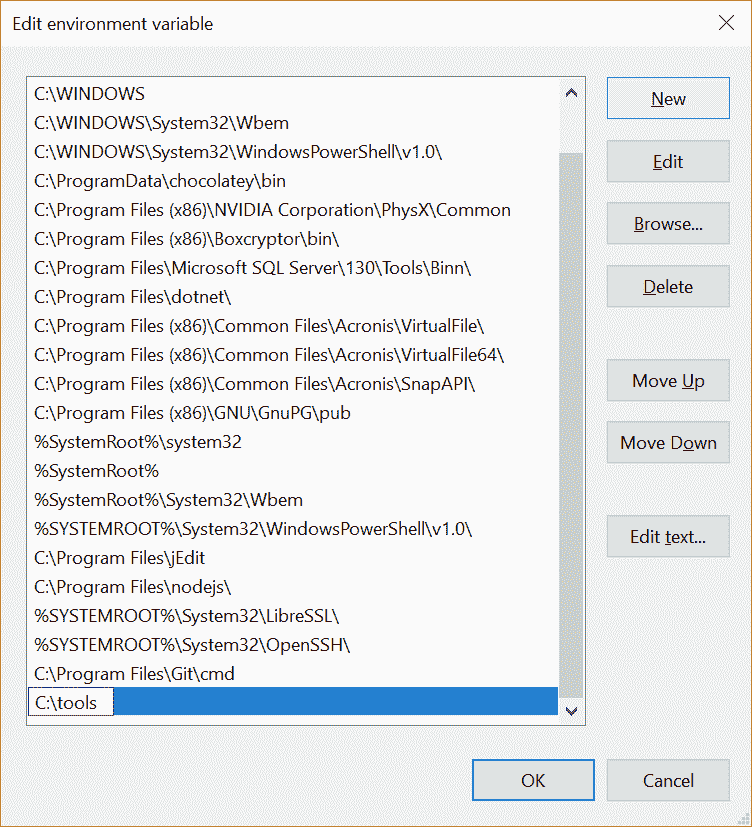 Edit environment variable
C:\WINDOWS
C:\WINDOWS\System32\Wbem
C:\WINDOWS\System32\WindowsPowerShell\v1.0\
C:\ProgramData\chocolatey\bin
C:\Program Files (x86)\NVIDIA Corporation\PhysX\Common
C:\Program Files (x86)\Boxcryptor\bin\
C:\Program Files\Microsoft SQL Server\130\Tools\Binn\
C:\Program Files\dotnet\
C:\Program Files (x86)\Common Files\Acronis\VirtualFile\
C:\Program Files (x86)\Common Files\Acronis\VirtualFile64\
C:\Program Files (x86)\Common Files\Acronis\SnapAPI\
C:\Program Files (x86)\GNU\GnuPG\pub
%SystemRoot%\system32
%SystemRoot%
%SystemRoot%\System32\Wbem
%SYSTEMROOT%\System32\WindowsPowerShell\v1.0\
C:\Program Files\jEdit
C:\Program Files\nodejs\
%SYSTEMROOT%\System32\LibreSSL\
%SYSTEMROOT%\System32\OpenSSH\
C:\Program Files\Git\cmd
C:\tools
New
Edit
Browse...
Delete
Move Up
Move Down
Edit text...
OK
Cancel